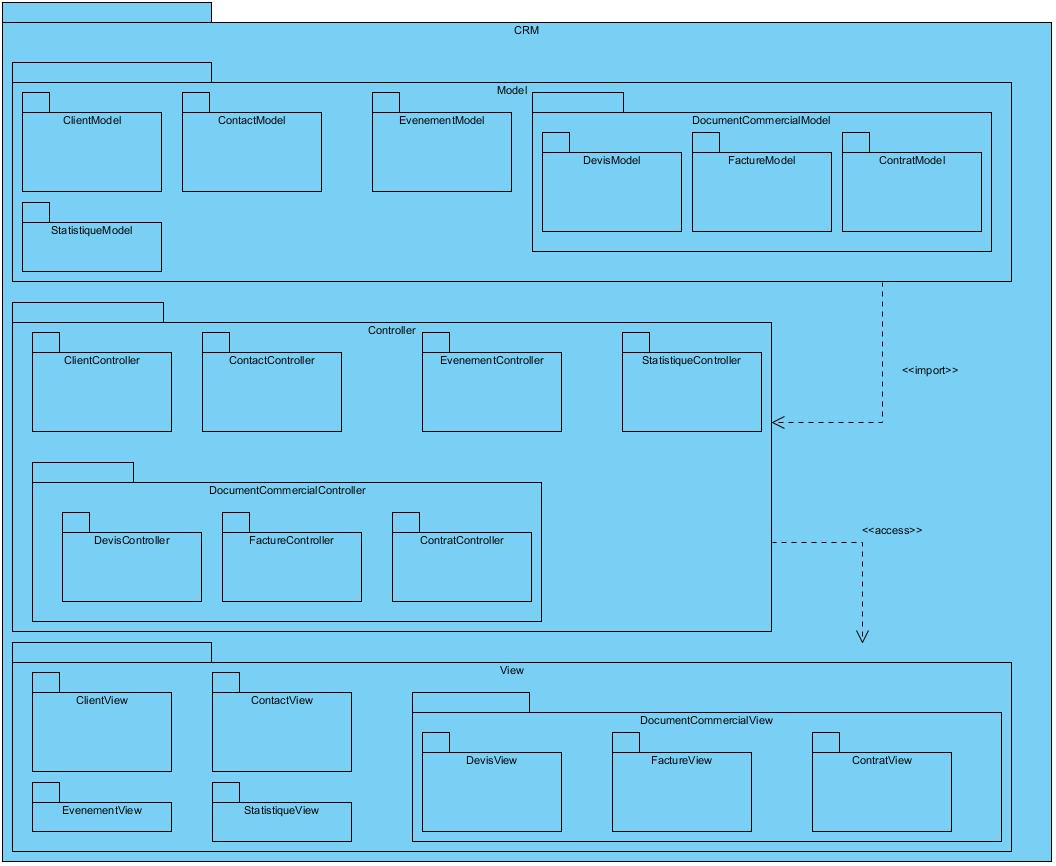 CRM
Model
ClientModel
ContactModel
EvenementModel
DocumentCommercialModel
DevisModel
FactureModel
ContratModel
StatistiqueModel
Controller
ClientController
ContactController
EvenementController
StatistiqueController
<<import>>
DocumentCommercialController
DevisController
FactureController
ContratController
<<access>>
View
ClientView
ContactView
DocumentCommercialView
DevisView
FactureView
ContratView
EvenementView
StatistiqueView